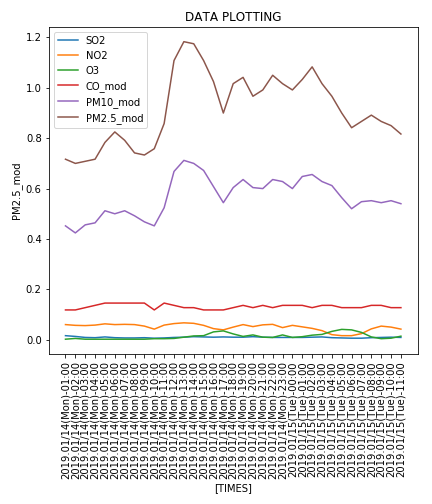 DATA PLOTTING
SO2
NO2
O3
CO_mod
PM10_mod
PM2.5_mod
1.2
1.0
0.8
0.6
0.4
0.2
0.0
PM2.5_mod
2019.01/14(Mon)-01:00
2019.01/14(Mon)-02:00
2019.01/14(Mon)-03:00
2019.01/14(Mon)-04:00
2019.01/14(Mon)-05:00
2019.01/14(Mon)-06:00
2019.01/14(Mon)-07:00
2019.01/14(Mon)-08:00
2019.01/14(Mon)-09:00
2019.01/14(Mon)-10:00
2019.01/14(Mon)-11:00
2019.01/14(Mon)-12:00
2019.01/14(Mon)-13:00
2019.01/14(Mon)-14:00
2019.01/14(Mon)-15:00
2019.01/14(Mon)-16:00
2019.01/14(Mon)-17:00
2019.01/14(Mon)-18:00
2019.01/14(Mon)-19:00
2019.01/14(Mon)-20:00
2019.01/14(Mon)-21:00
2019.01/14(Mon)-22:00
2019.01/14(Mon)-23:00
2019.01/15(Tue)-00:00
2019.01/15(Tue)-01:00
2019.01/15(Tue)-02:00
2019.01/15(Tue)-03:00
2019.01/15(Tue)-04:00
2019.01/15(Tue)-05:00
2019.01/15(Tue)-06:00
2019.01/15(Tue)-07:00
2019.01/15(Tue)-08:00
2019.01/15(Tue)-09:00
2019.01/15(Tue)-10:00
2019.01/15(Tue)-11:00
[TIMES]